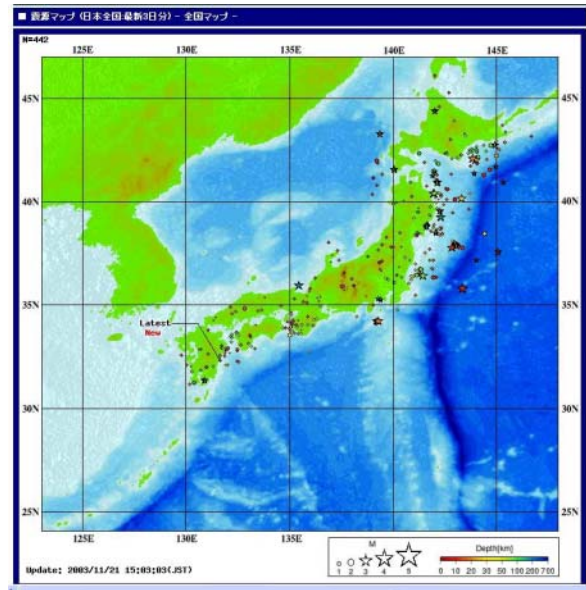 ■ 震源マップ (日本全国:最新3日分) - 全国マップ -
N=442
125E 130E 135E 140E 145E
45N 45N
40N 40N
35N 35N
Latest
New
30N 30N
25N 25N
125E 130E 135E
M
1 2 3 4 5
Depth[km]
0 10 20 30 50 100 200 700
Update: 2003/11/21 15:03:03(JST)